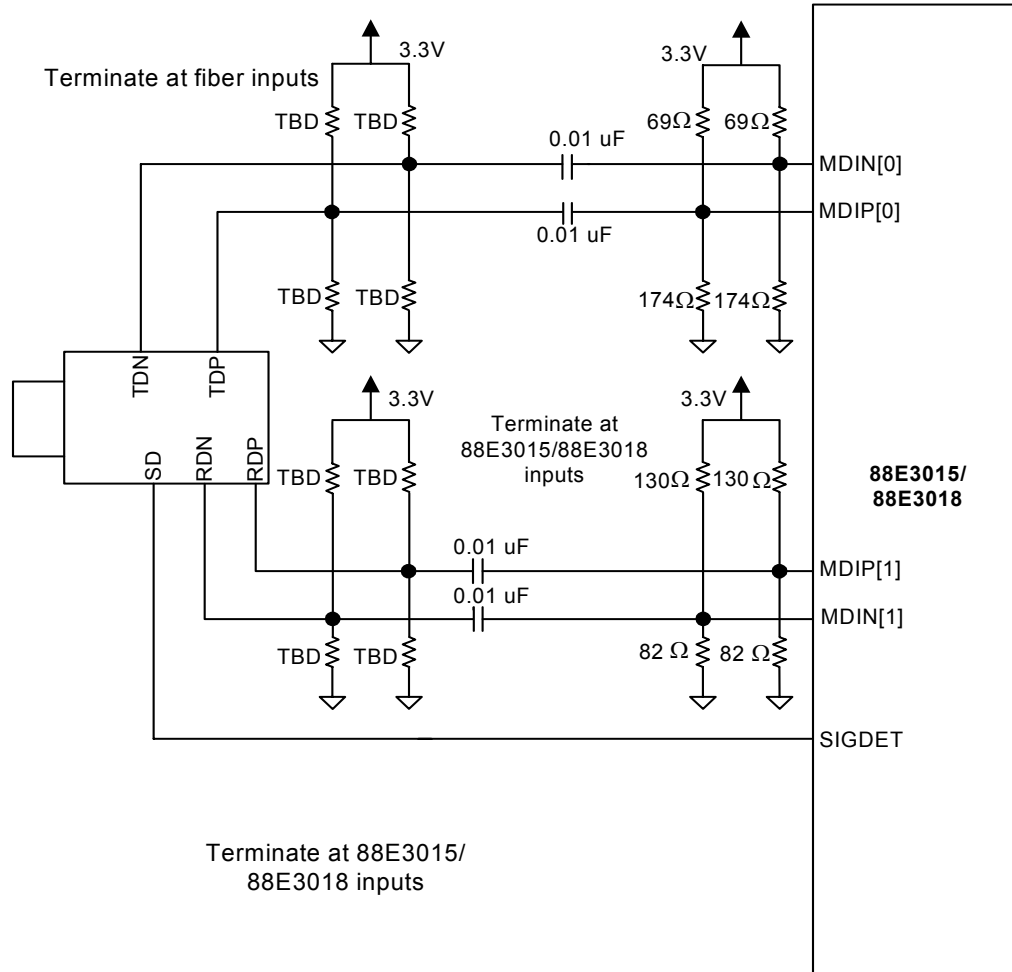 3.3V
3.3V
Terminate at fiber inputs
TBD
TBD
69Ω
69Ω
0.01 uF
MDIN[0]
MDIP[0]
0.01 uF
TBD
TBD
174Ω
174Ω
TDN
TDP
SD
RDN
RDP
3.3V
3.3V
Terminate at
88E3015/88E3018
inputs
TBD
TBD
130Ω
130 Ω
88E3015/
88E3018
0.01 uF
MDIP[1]
0.01 uF
MDIN[1]
TBD
TBD
82 Ω
82 Ω
SIGDET
Terminate at 88E3015/
88E3018 inputs